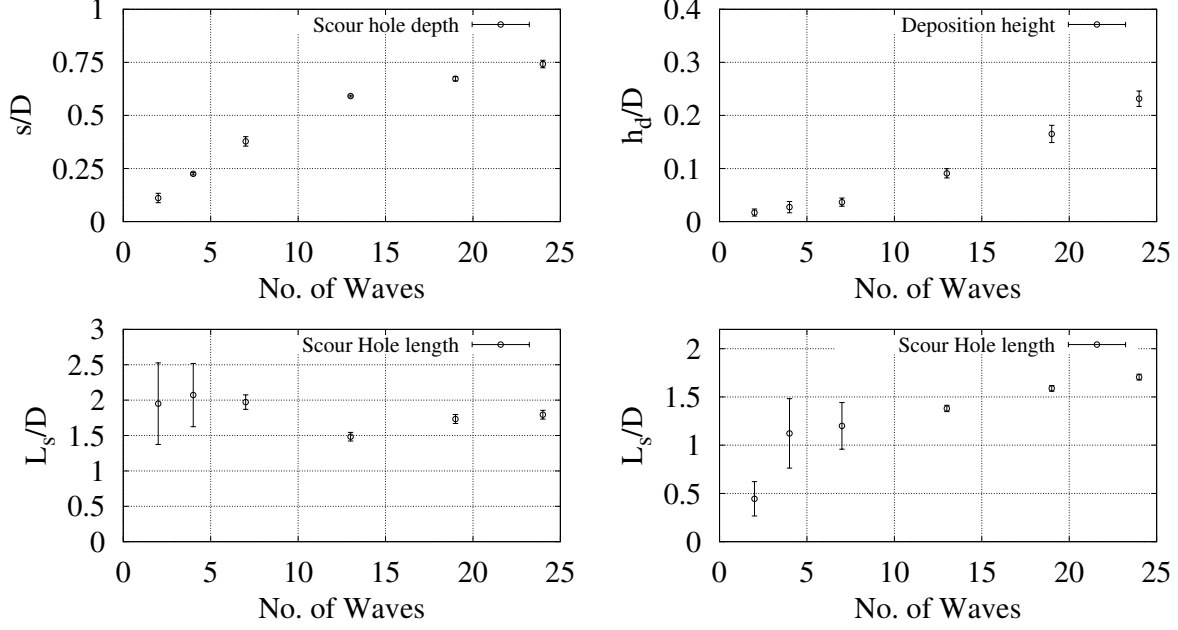 1
0.75
0.5
0.25
0
s/D
Scour hole depth
0 5 10 15 20 25
No. of Waves
0.4
0.3
0.2
0.1
0
h_d/D
Deposition height
0 5 10 15 20 25
No. of Waves
3
2.5
2
1.5
1
0.5
0
L_s/D
Scour Hole length
0 5 10 15 20 25
No. of Waves
2
1.5
1
0.5
0
L_s/D
Scour Hole length
0 5 10 15 20 25
No. of Waves